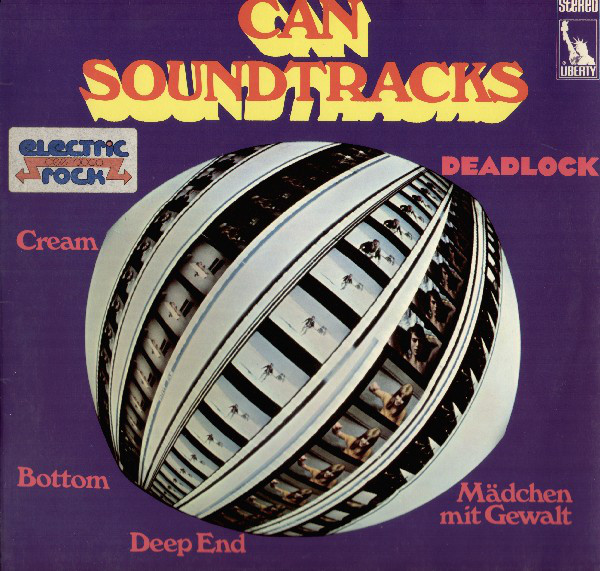 CAN
Stereo
LIBERTY
SOUNDTRACKS
electric
rock
DEADLOCK
Cream
Bottom
Mädchen
mit Gewalt
Deep End